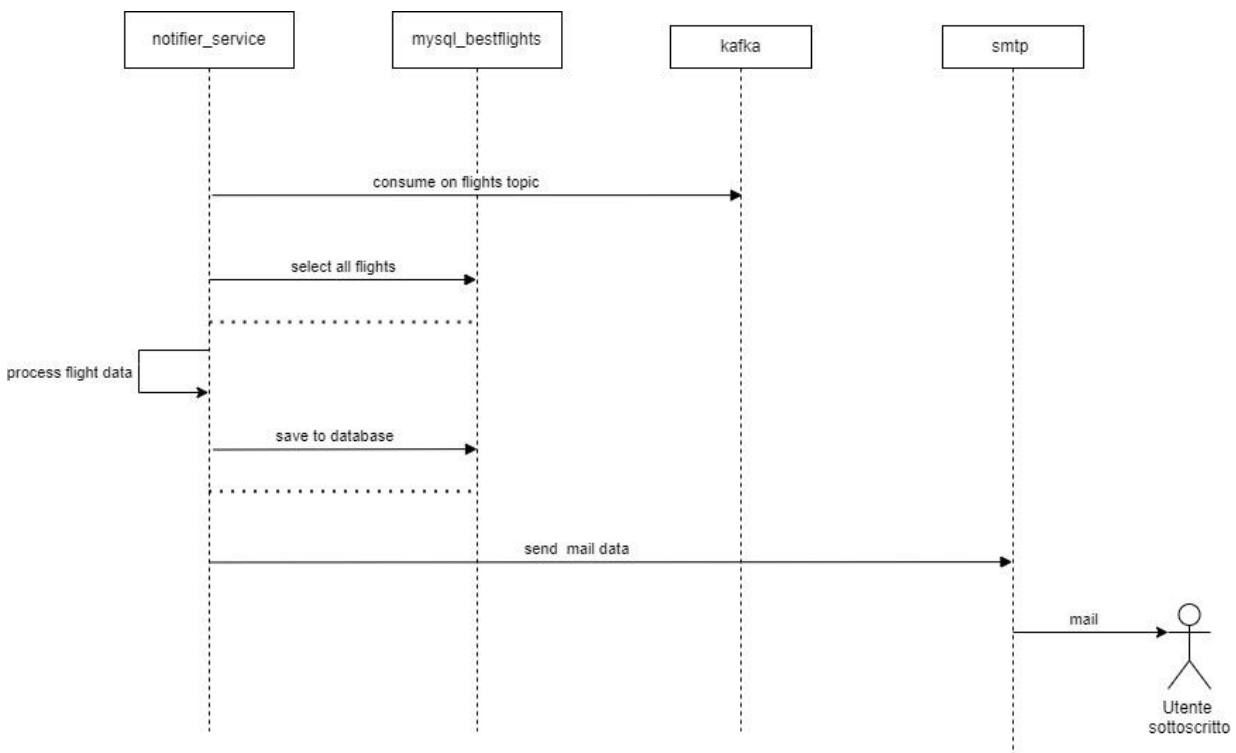 notifier_service
mysql_bestflights
kafka
smtp
consume on flights topic
select all flights
process flight data
save to database
send mail data
mail
Utente
sottoscritto